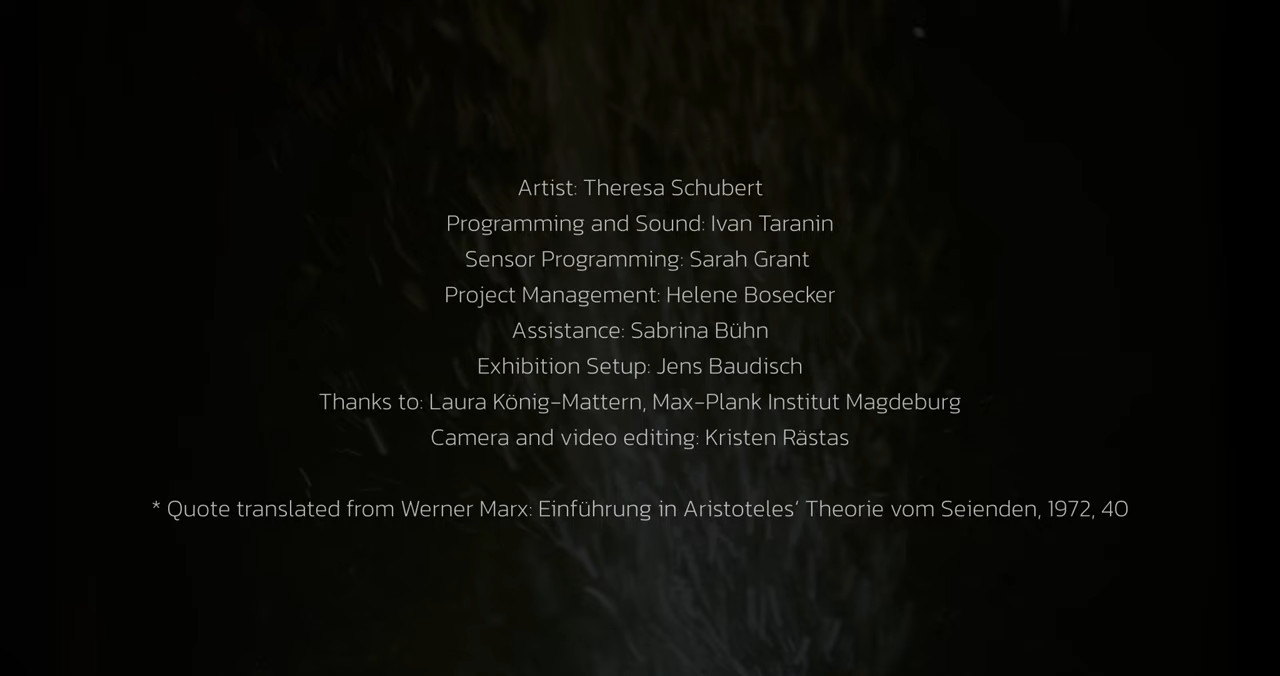 Artist: Theresa Schubert
Programming and Sound: Ivan Taranin
Sensor Programming: Sarah Grant
Project Management: Helene Bosecker
Assistance: Sabrina Bühn
Exhibition Setup: Jens Baudisch
Thanks to: Laura König-Mattern, Max-Plank Institut Magdeburg
Camera and video editing: Kristen Rästas
* Quote translated from Werner Marx: Einführung in Aristoteles‘ Theorie vom Seienden, 1972, 40